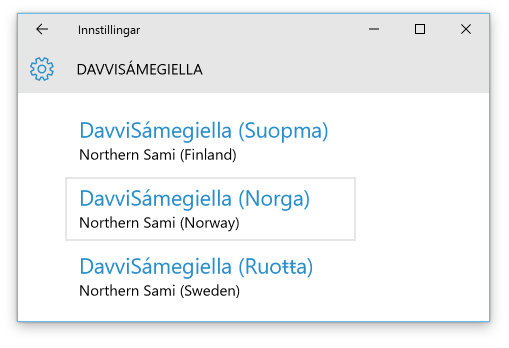 Innstillingar
DAVVISÁMEGIELLA
DavviSámegiella (Suopma)
Northern Sami (Finland)
DavviSámegiella (Norga)
Northern Sami (Norway)
DavviSámegiella (Ruoŧŧa)
Northern Sami (Sweden)